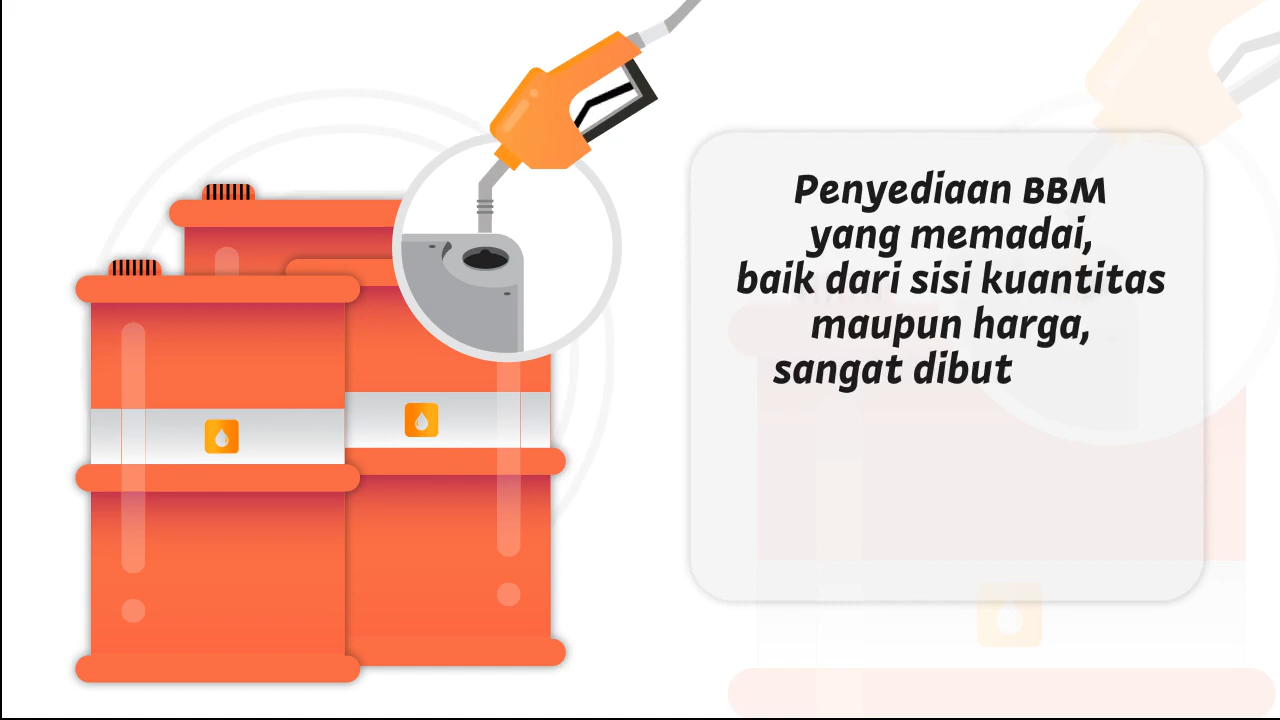 Penyediaan BBM
yang memadai,
baik dari sisi kuantitas
maupun harga,
sangat dibut